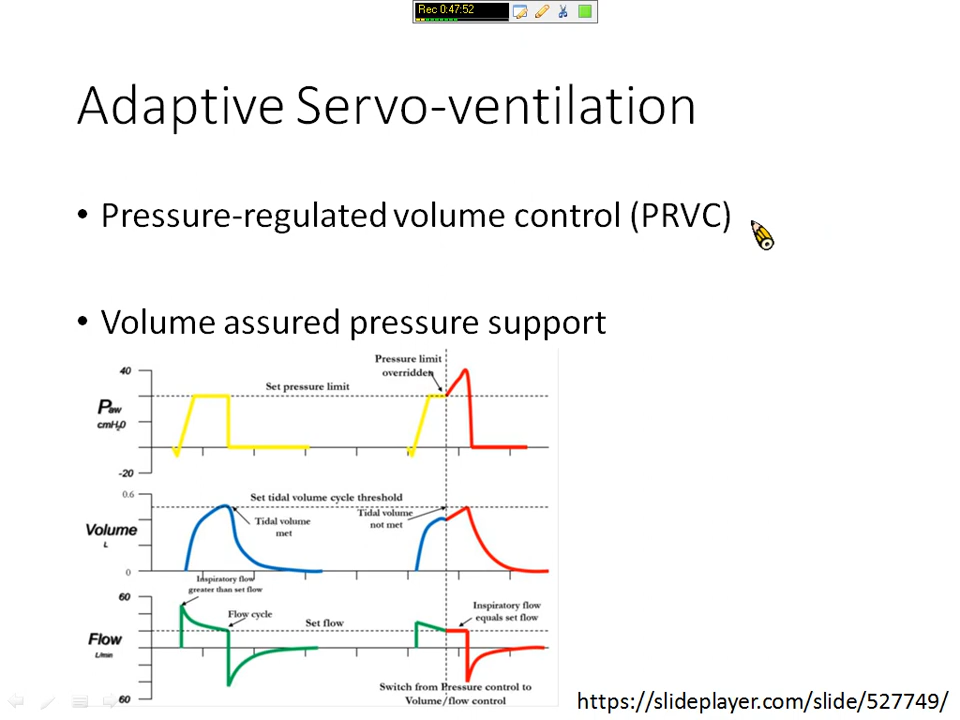 Rec 0:47:52
Adaptive Servo-ventilation
• Pressure-regulated volume control (PRVC)
• Volume assured pressure support
Pressure limit
overridden
Set pressure limit
40
Paw
cmH₂O
-20
0.6
Set tidal volume cycle threshold
Tidal volume
met
Tidal volume
not met
Volume
L
0
Inspiratory flow
greater than set flow
60
Flow cycle
Set flow
Inspiratory flow
equals set flow
Flow
L/min
60
Switch from Pressure control to
Volume/flow control
https://slideplayer.com/slide/527749/